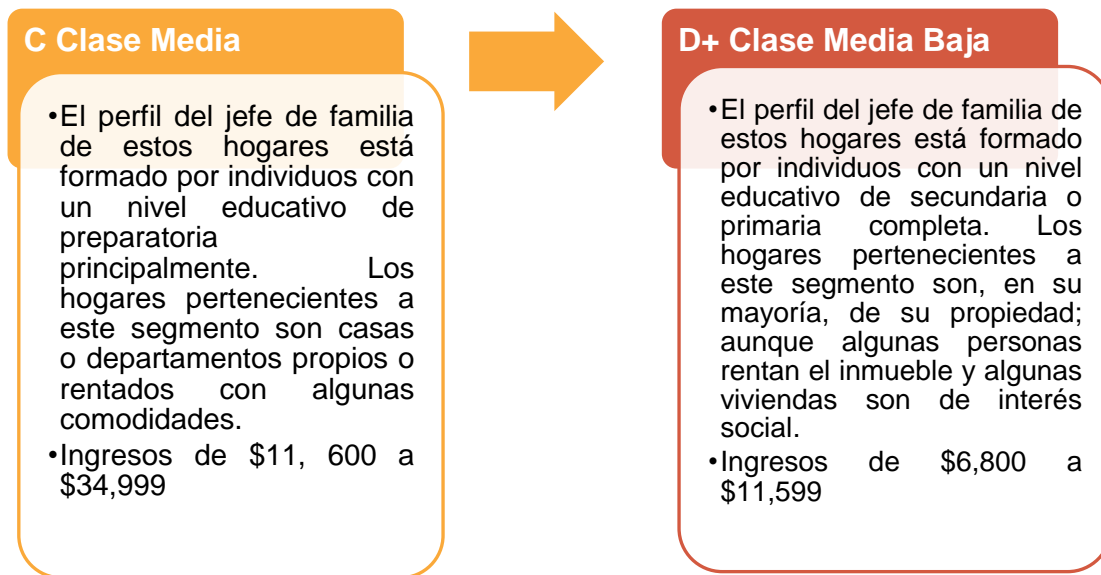 C Clase Media
•El perfil del jefe de familia
de estos hogares está
formado por individuos con
un nivel educativo de
preparatoria
principalmente. Los
hogares pertenecientes a
este segmento son casas
o departamentos propios o
rentados con algunas
comodidades.
•Ingresos de $11, 600 a
$34,999
D+ Clase Media Baja
•El perfil del jefe de familia de
estos hogares está formado
por individuos con un nivel
educativo de secundaria o
primaria completa. Los
hogares pertenecientes a
este segmento son, en su
mayoría, de su propiedad;
aunque algunas personas
rentan el inmueble y algunas
viviendas son de interés
social.
•Ingresos de $6,800 a
$11,599